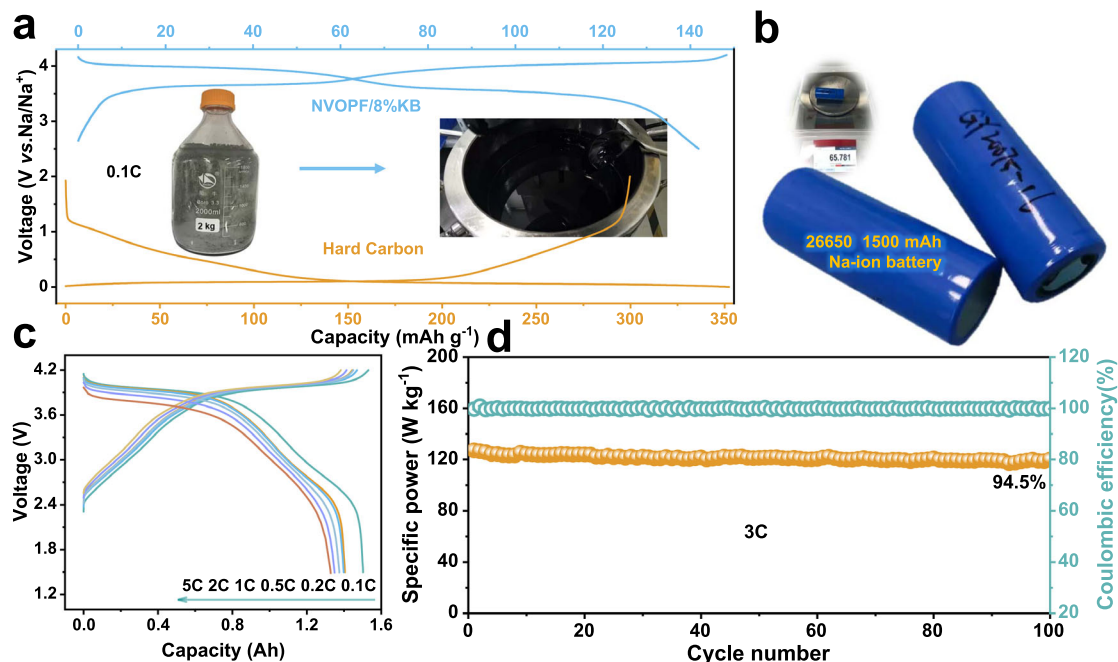 a
0 20 40 60 80 100 120 140
4
3
2
1
0
Voltage (V vs.Na/Na⁺)
NVOPF/8%KB
0.1C
2000ml
2 kg
Hard Carbon
0 50 100 150 200 250 300 350
Capacity (mAh g⁻¹)
b
65.781
26650 1500 mAh
Na-ion battery
c
4.2
3.6
3.0
2.4
1.8
1.2
Voltage (V)
5C 2C 1C 0.5C 0.2C 0.1C
0.0 0.4 0.8 1.2 1.6
Capacity (Ah)
d
200
160
120
80
40
0
Specific power (W kg⁻¹)
94.5%
3C
120
100
80
60
40
20
Coulombic efficiency(%)
0 20 40 60 80 100
Cycle number